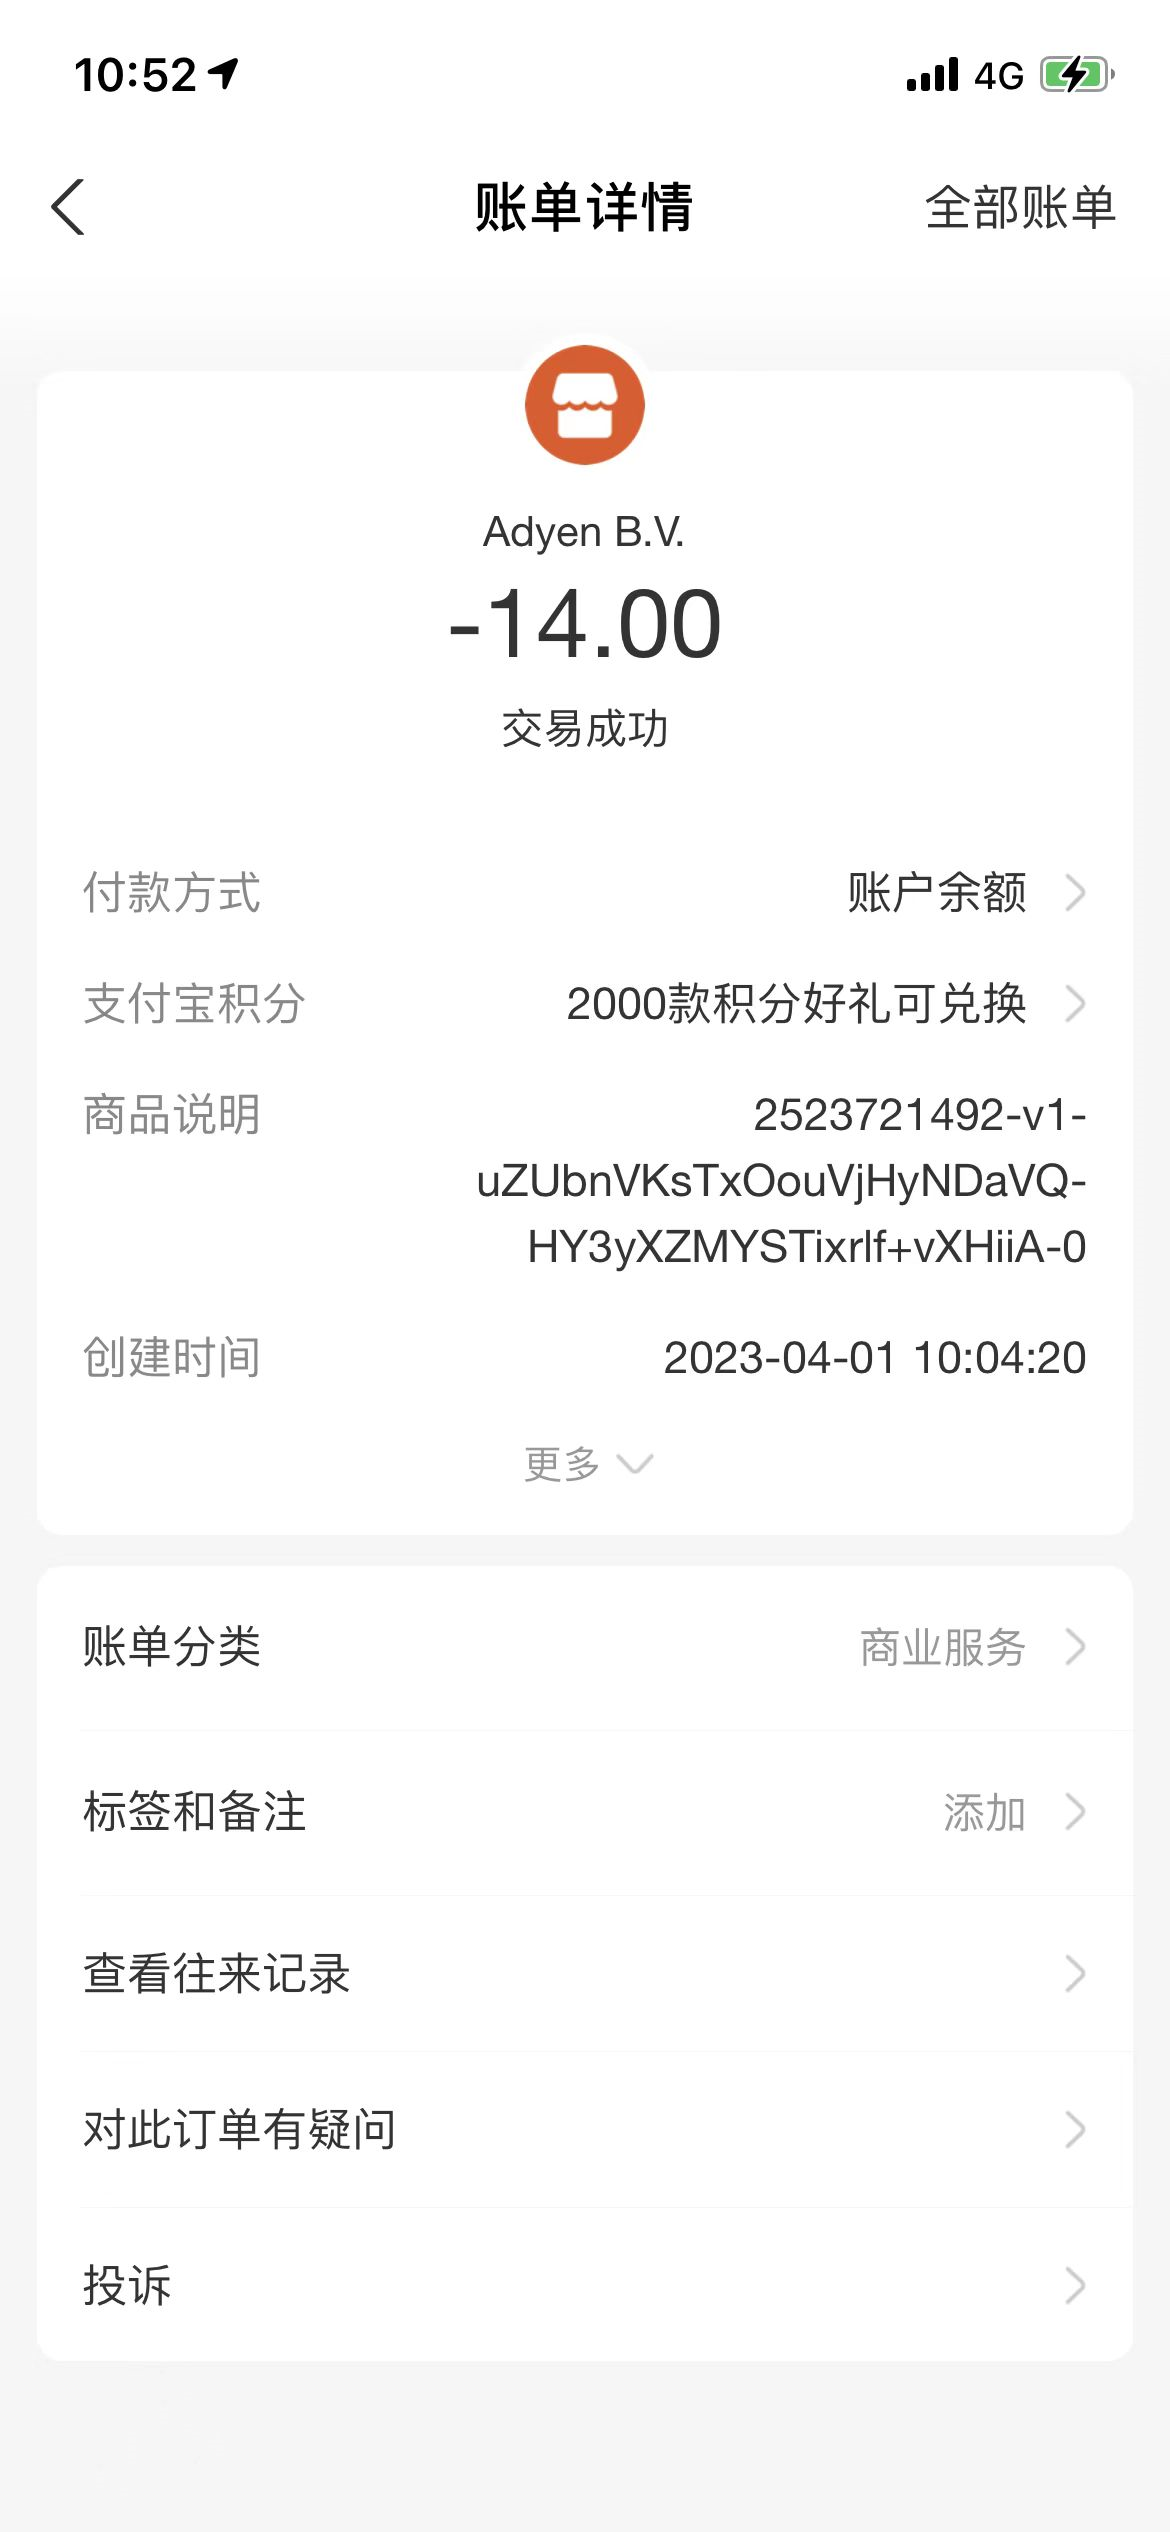 10:52
4G
账单详情
全部账单
Adyen B.V.
-14.00
交易成功
付款方式
账户余额
支付宝积分
2000款积分好礼可兑换
商品说明
2523721492-v1-
uZUbnVKsTxOouVjHyNDaVQ-
HY3yXZMYSTixrlf+vXHiiA-0
创建时间
2023-04-01 10:04:20
更多
账单分类
商业服务
标签和备注
添加
查看往来记录
对此订单有疑问
投诉